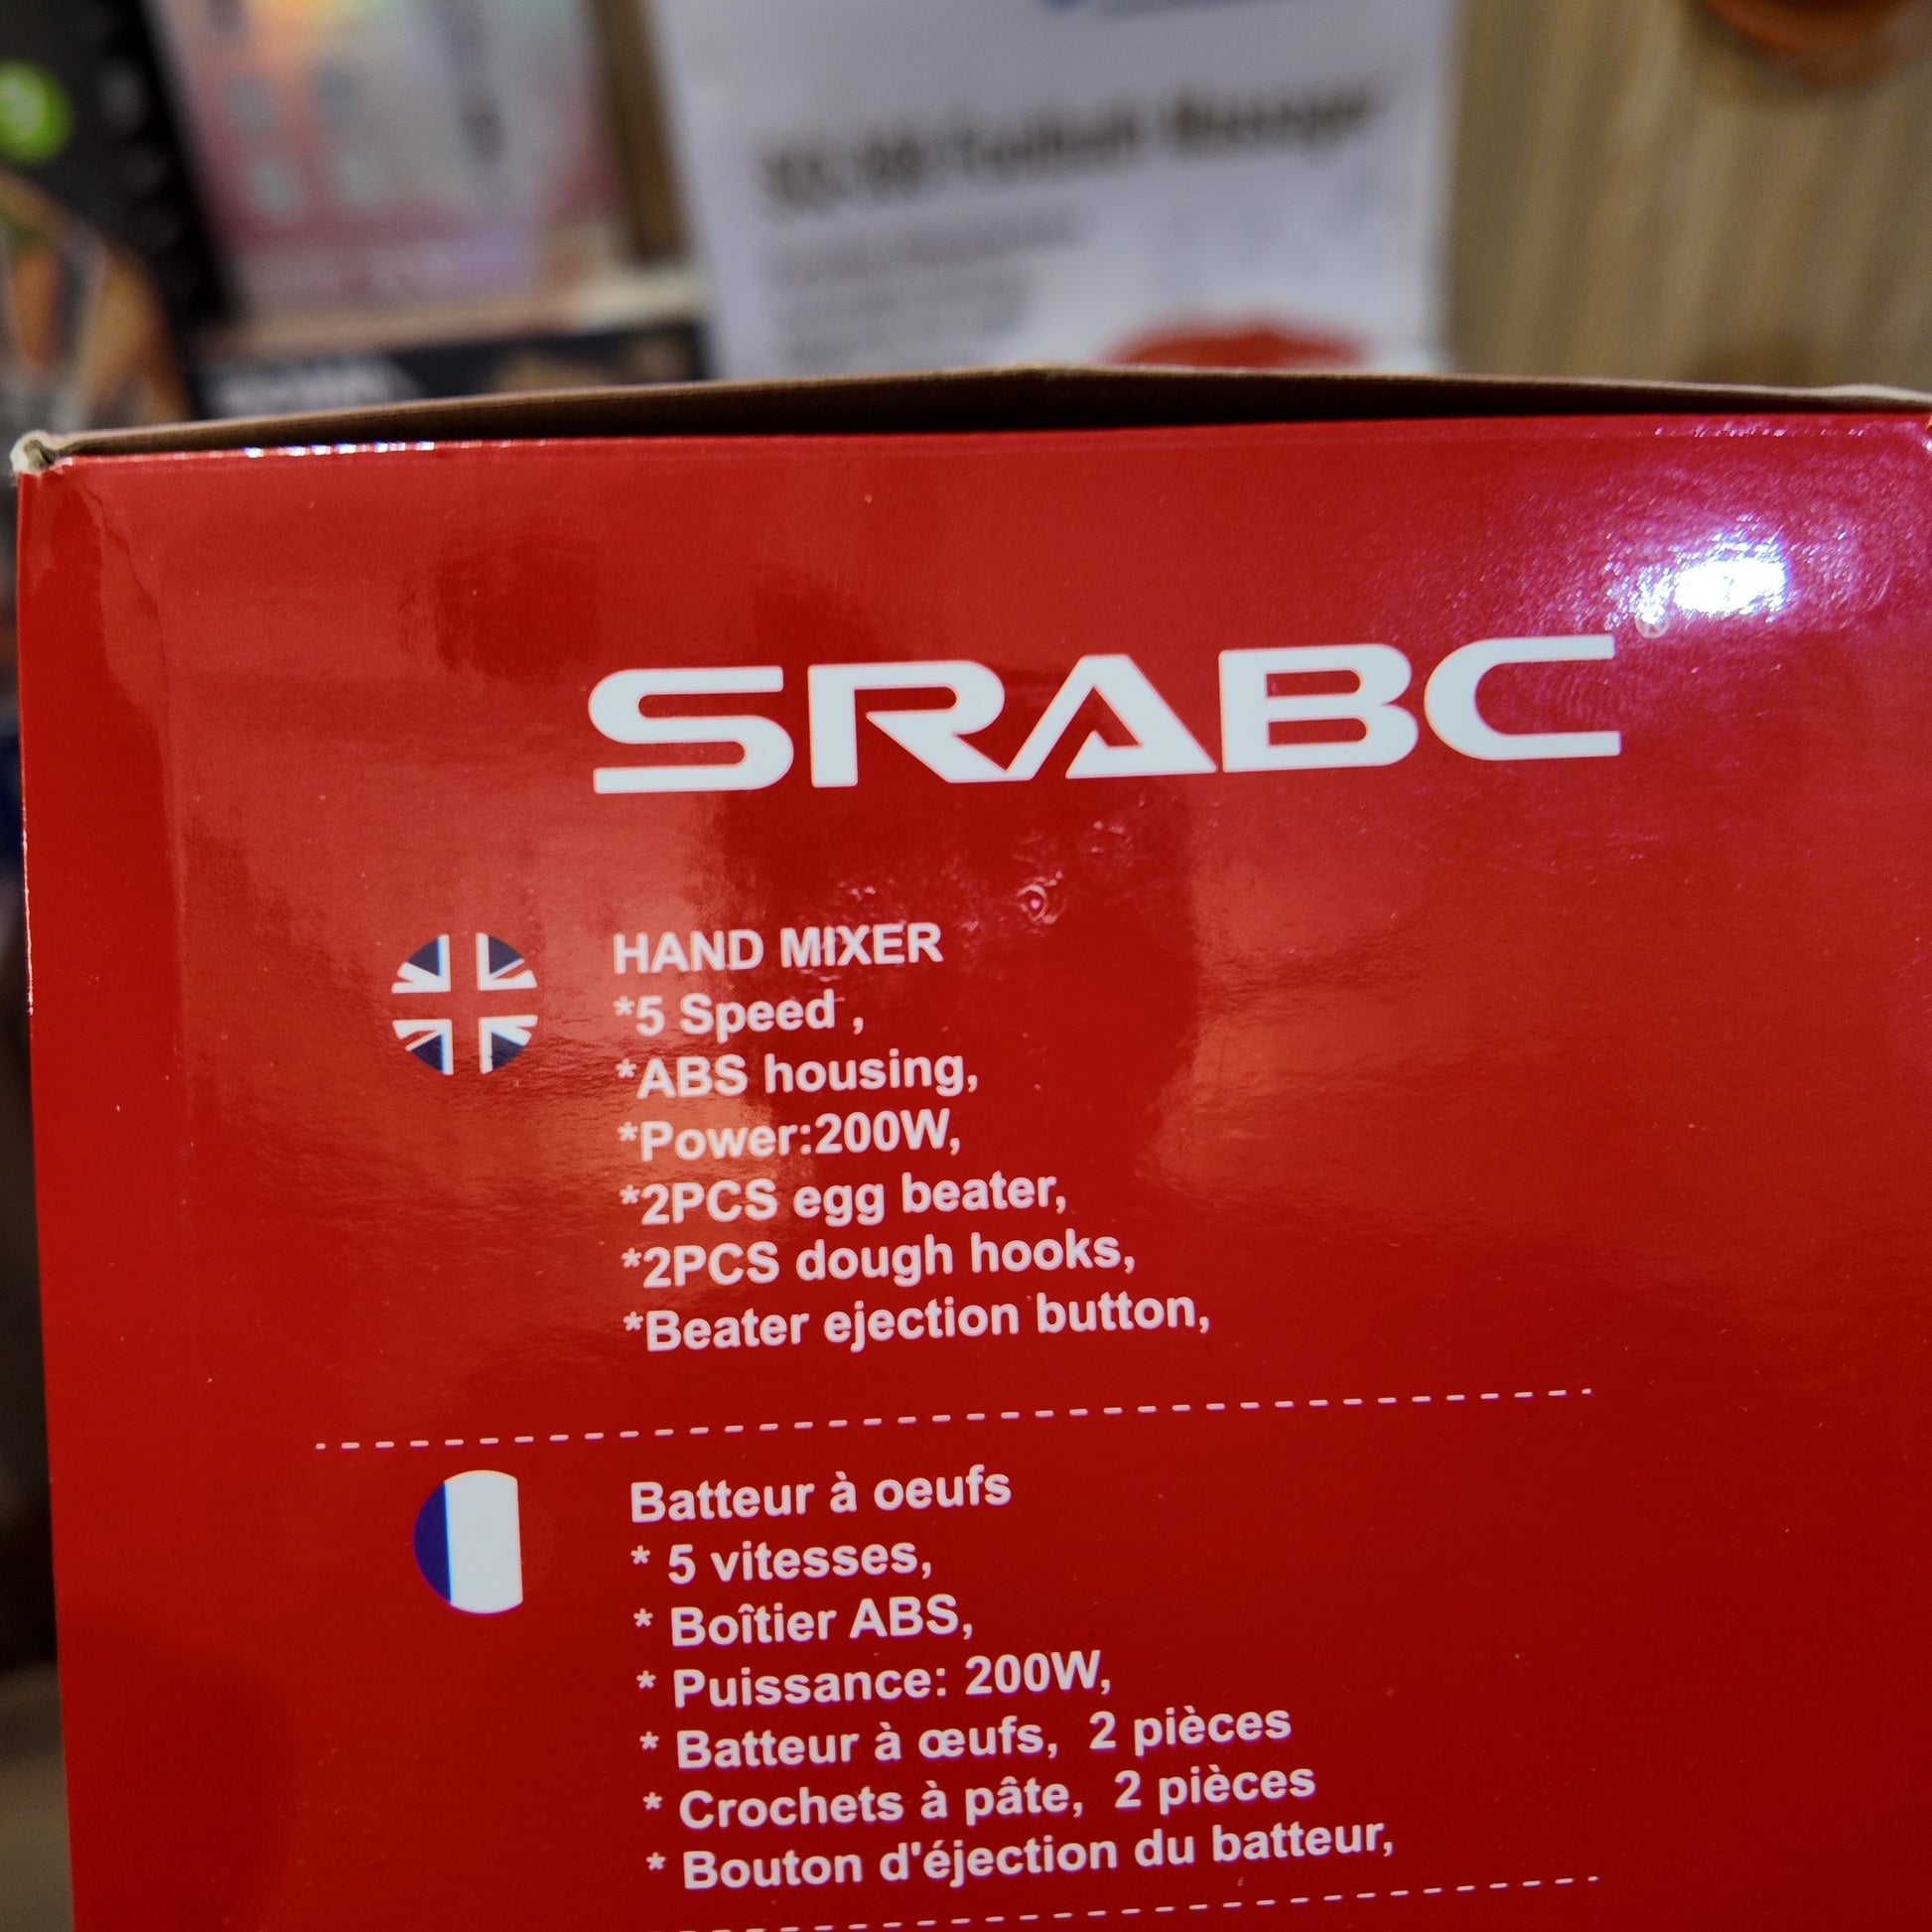 SRABC
HAND MIXER
*5 Speed ,
*ABS housing,
*Power:200W,
*2PCS egg beater,
*2PCS dough hooks,
*Beater ejection button,
Batteur à oeufs
* 5 vitesses,
* Boîtier ABS,
* Puissance: 200W,
* Batteur à œufs, 2 pièces
* Crochets à pâte, 2 pièces
* Bouton d'éjection du batteur,